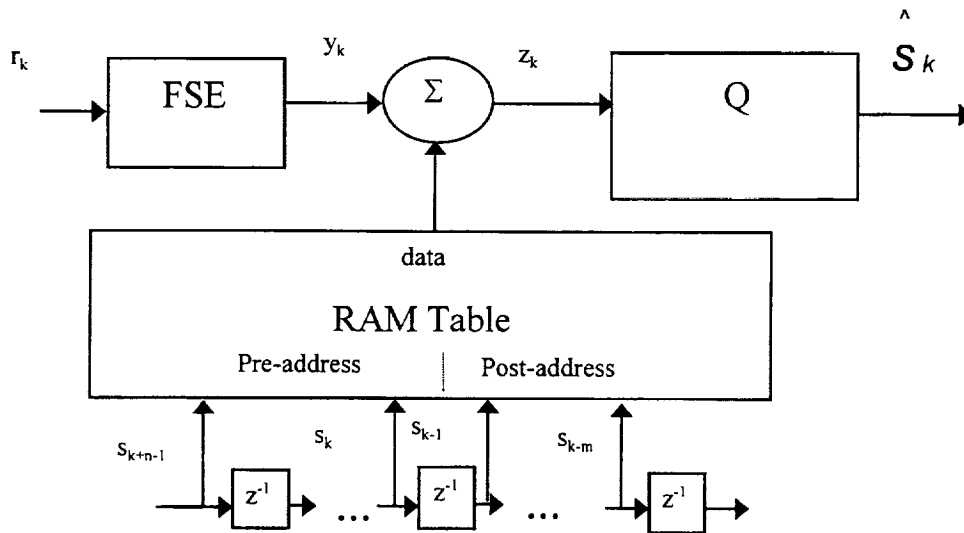 r_k
FSE
y_k
Σ
z_k
Q
ŝ_k
data
RAM Table
Pre-address
Post-address
s_{k+n-1}
s_k
s_{k-1}
s_{k-m}
z^{-1}
...
z^{-1}
...
z^{-1}